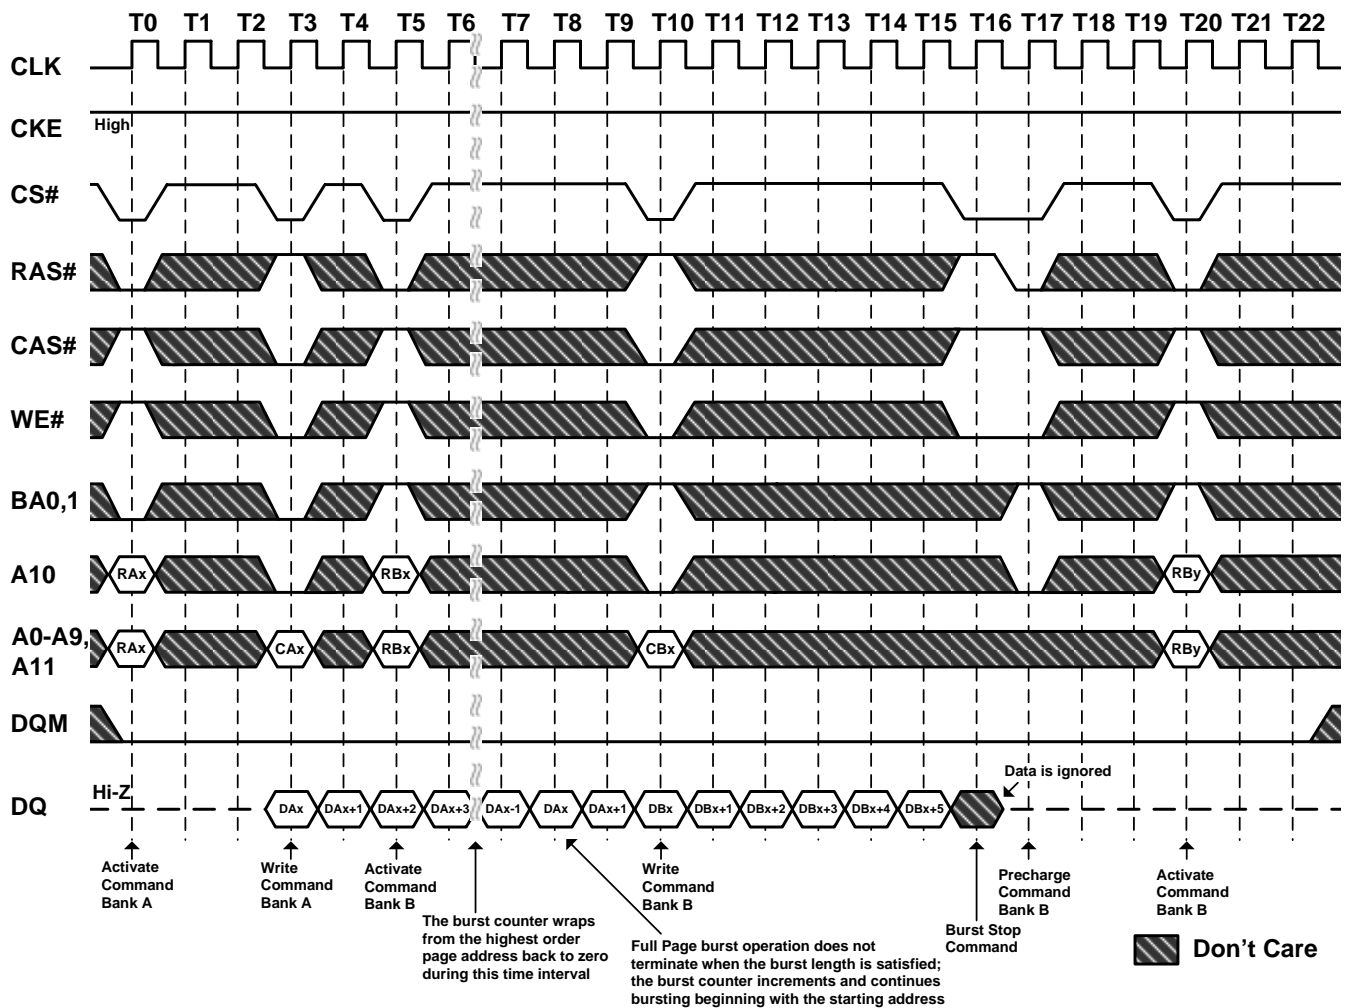 T0 T1 T2 T3 T4 T5 T6 T7 T8 T9 T10 T11 T12 T13 T14 T15 T16 T17 T18 T19 T20 T21 T22
CLK
CKE
High
CS#
RAS#
CAS#
WE#
BA0,1
A10
RAx RBx RBy
A0-A9,
A11
RAx CAx RBx CBx RBy
DQM
DQ
Hi-Z
DAx DAx+1 DAx+2 DAx+3 DAx-1 DAx DAx+1 DBx DBx+1 DBx+2 DBx+3 DBx+4 DBx+5
Data is ignored
Activate
Command
Bank A
Write
Command
Bank A
Activate
Command
Bank B
The burst counter wraps
from the highest order
page address back to zero
during this time interval
Full Page burst operation does not
terminate when the burst length is satisfied;
the burst counter increments and continues
bursting beginning with the starting address
Write
Command
Bank B
Burst Stop
Command
Precharge
Command
Bank B
Activate
Command
Bank B
Don't Care